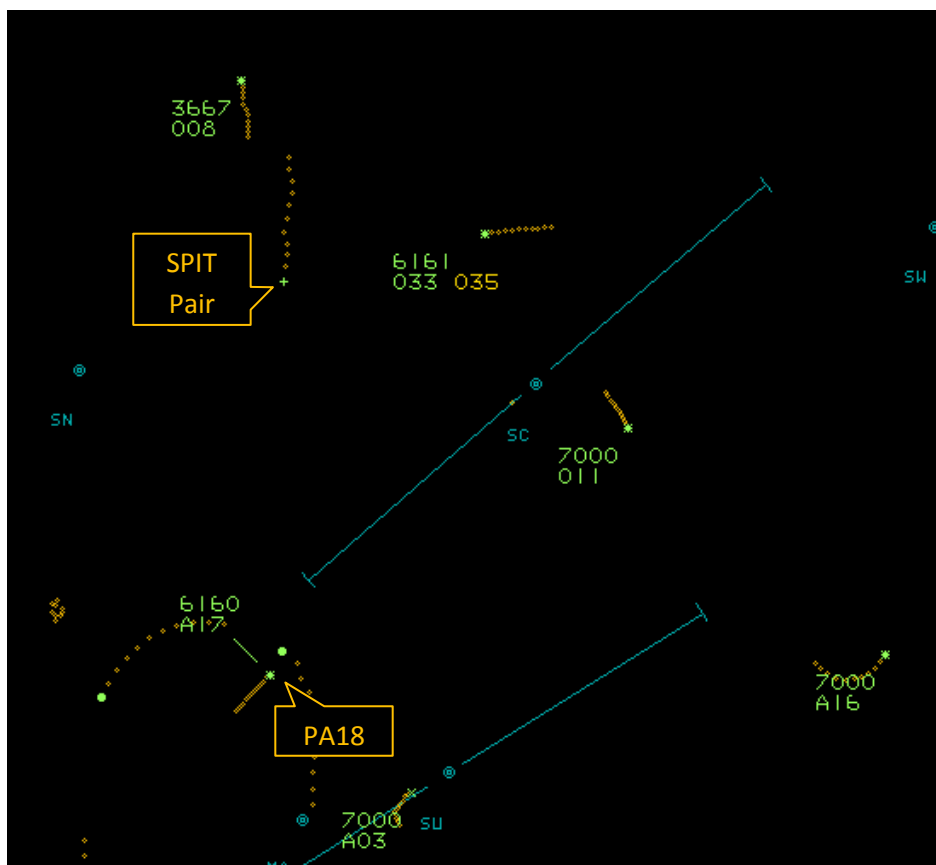 3667
008
SPIT
Pair
6161
033 035
SW
SN
SC
7000
011
6160
A17
7000
A16
PA18
7000
A03
SU